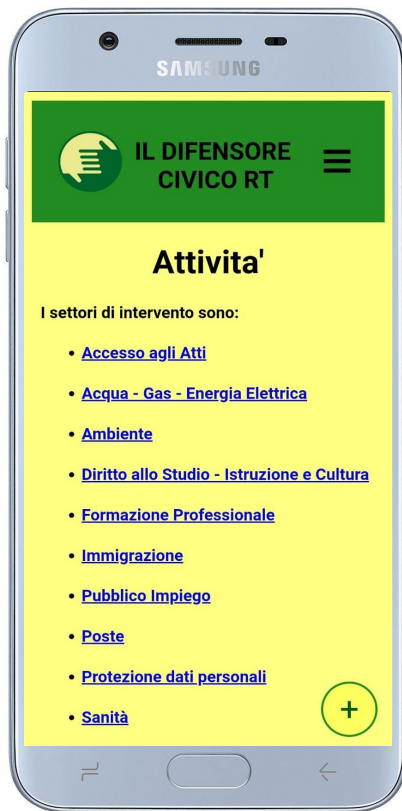 SAMSUNG
IL DIFENSORE
CIVICO RT
Attivita'
I settori di intervento sono:
• Accesso agli Atti
• Acqua - Gas - Energia Elettrica
• Ambiente
• Diritto allo Studio - Istruzione e Cultura
• Formazione Professionale
• Immigrazione
• Pubblico Impiego
• Poste
• Protezione dati personali
• Sanità
+